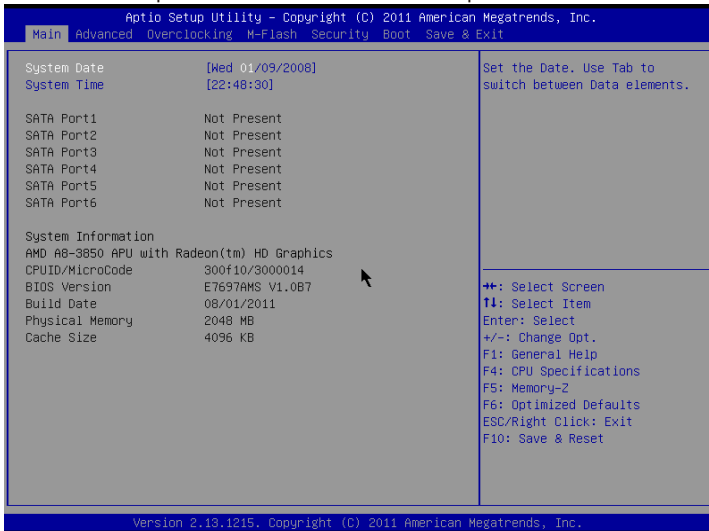 Aptio Setup Utility – Copyright (C) 2011 American Megatrends, Inc.
Main Advanced Overclocking M-Flash Security Boot Save & Exit
System Date [Wed 01/09/2008]
System Time [22:48:30]
SATA Port1 Not Present
SATA Port2 Not Present
SATA Port3 Not Present
SATA Port4 Not Present
SATA Port5 Not Present
SATA Port6 Not Present
System Information
AMD A8-3850 APU with Radeon(tm) HD Graphics
CPUID/MicroCode 300f10/3000014
BIOS Version E7697AMS V1.0B7
Build Date 08/01/2011
Physical Memory 2048 MB
Cache Size 4096 KB
Set the Date. Use Tab to
switch between Data elements.
→←: Select Screen
↑↓: Select Item
Enter: Select
+/-: Change Opt.
F1: General Help
F4: CPU Specifications
F5: Memory-Z
F6: Optimized Defaults
ESC/Right Click: Exit
F10: Save & Reset
Version 2.13.1215. Copyright (C) 2011 American Megatrends, Inc.